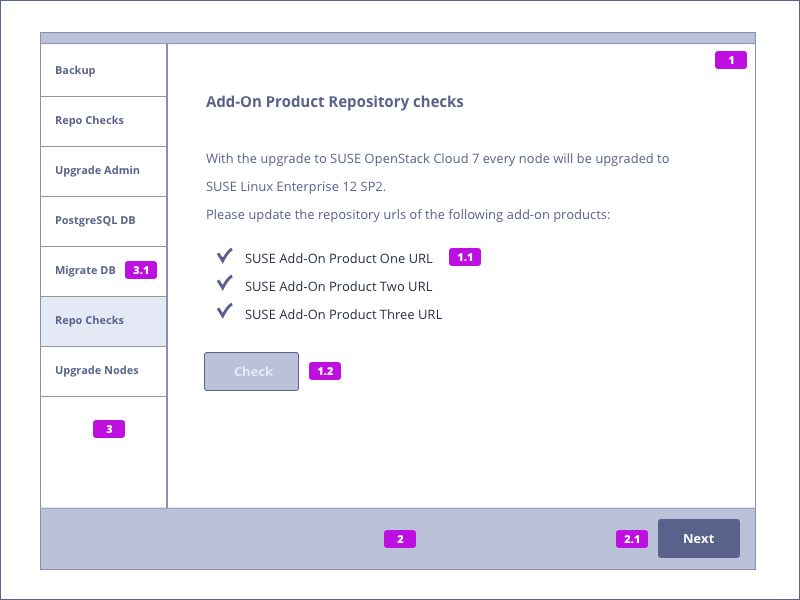 Backup
Repo Checks
Upgrade Admin
PostgreSQL DB
Migrate DB 3.1
Repo Checks
Upgrade Nodes
3
1
Add-On Product Repository checks
With the upgrade to SUSE OpenStack Cloud 7 every node will be upgraded to
SUSE Linux Enterprise 12 SP2.
Please update the repository urls of the following add-on products:
SUSE Add-On Product One URL 1.1
SUSE Add-On Product Two URL
SUSE Add-On Product Three URL
Check 1.2
2 2.1 Next